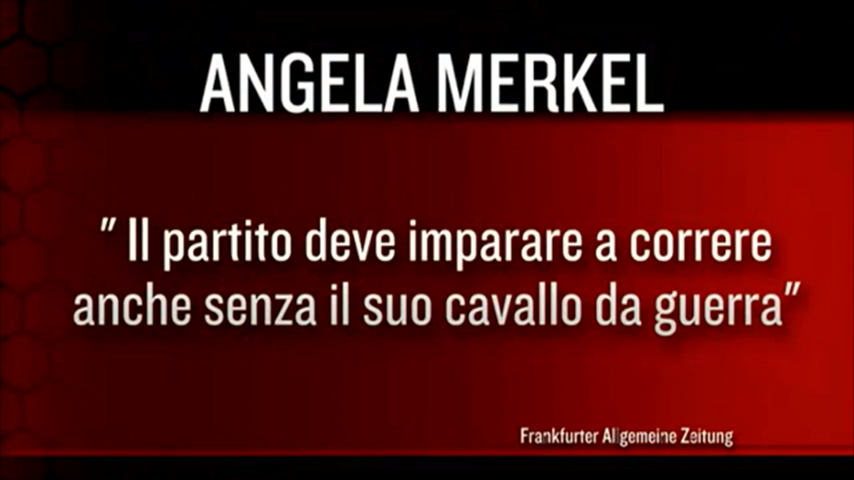 ANGELA MERKEL
" Il partito deve imparare a correre
anche senza il suo cavallo da guerra"
Frankfurter Allgemeine Zeitung